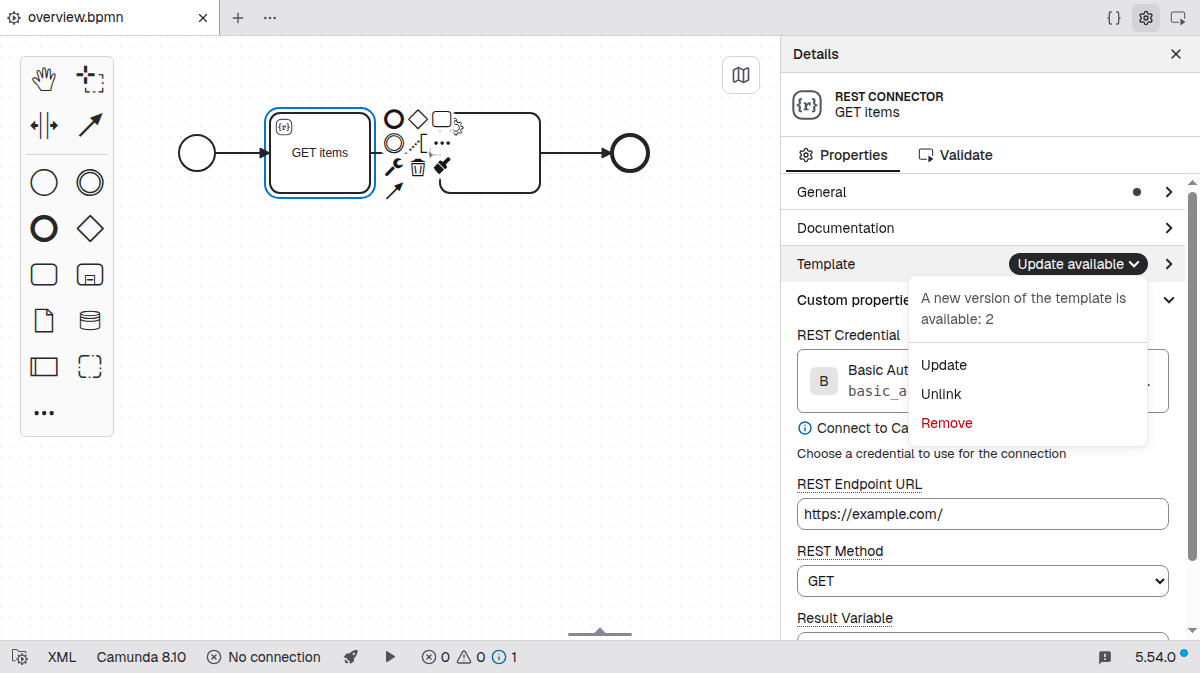 overview.bpmn
Details
REST CONNECTOR
GET items
{r}
GET items
Properties
Validate
General
Documentation
Template
Update available
Custom propertie
A new version of the template is
available: 2
Update
Unlink
Remove
REST Credential
B
Basic Aut
basic_a
Connect to Ca
Choose a credential to use for the connection
REST Endpoint URL
https://example.com/
REST Method
GET
Result Variable
XML
Camunda 8.10
No connection
0
0
1
5.54.0